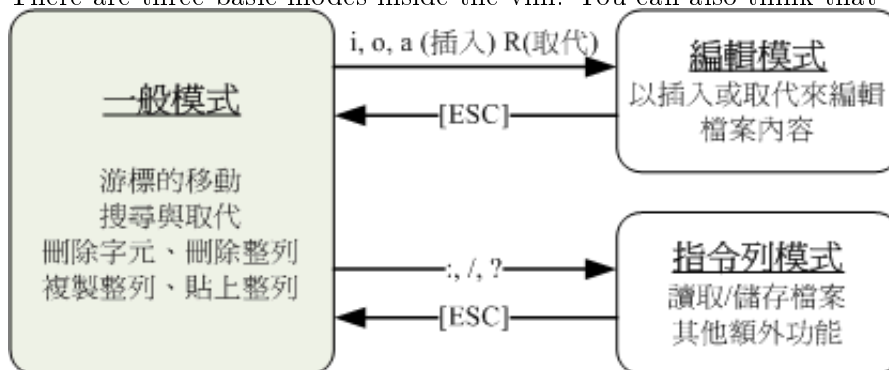 There are three basic modes inside the vim. You can also think that
一般模式
游標的移動
搜尋與取代
刪除字元、刪除整列
複製整列、貼上整列
i, o, a (插入) R(取代)
[ESC]
編輯模式
以插入或取代來編輯
檔案內容
:, /, ?
[ESC]
指令列模式
讀取/儲存檔案
其他額外功能